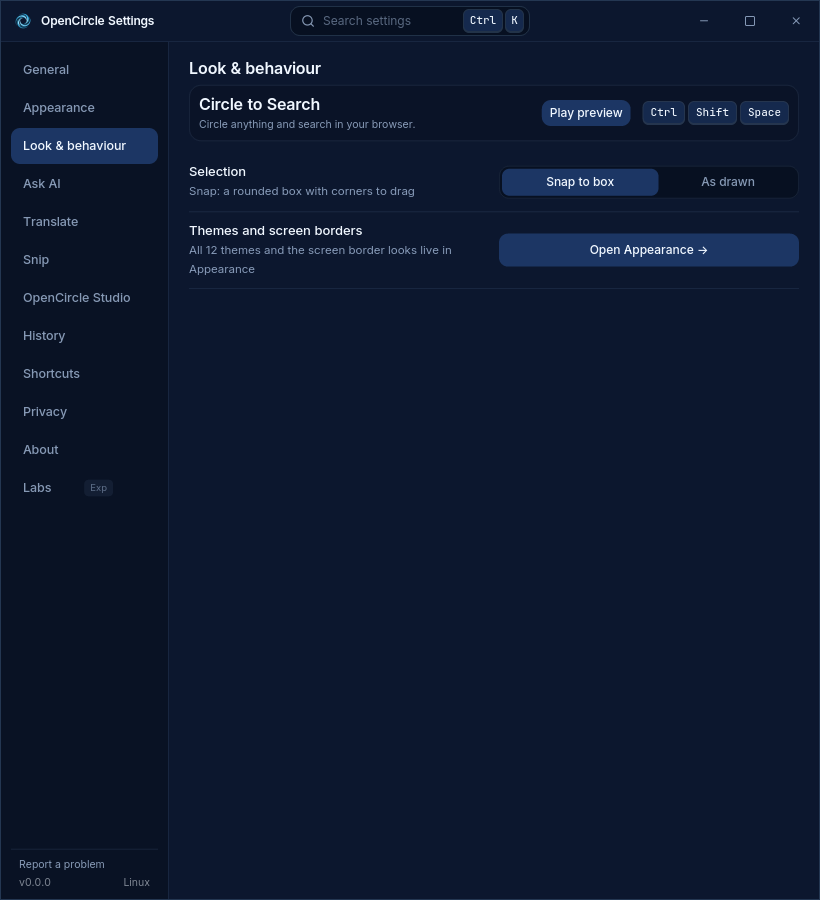 OpenCircle Settings
Search settings
Ctrl K
General
Appearance
Look & behaviour
Ask AI
Translate
Snip
OpenCircle Studio
History
Shortcuts
Privacy
About
Labs Exp
Report a problem
v0.0.0 Linux
Look & behaviour
Circle to Search
Circle anything and search in your browser.
Play preview
Ctrl Shift Space
Selection
Snap: a rounded box with corners to drag
Snap to box
As drawn
Themes and screen borders
All 12 themes and the screen border looks live in
Appearance
Open Appearance →